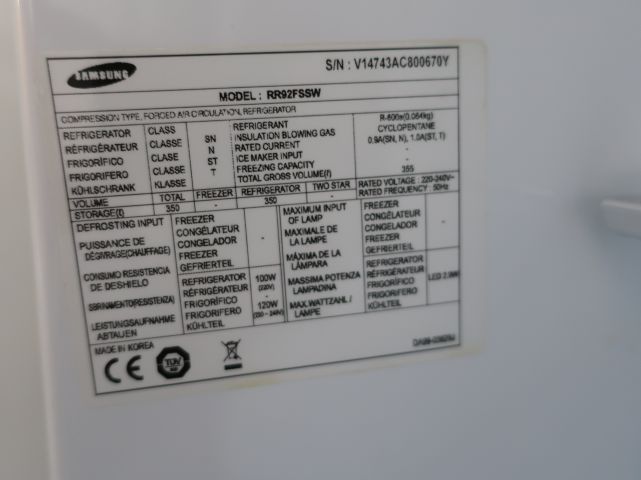 SAMSUNG
S/N : V14743AC800670Y
MODEL : RR92FSSW
COMPRESSION TYPE, FORCED AIR CIRCULATION, REFRIGERATOR
REFRIGERATOR CLASS
RÉFRIGÉRATEUR CLASSE
FRIGORÍFICO CLASE
FRIGORIFERO CLASSE
KÜHLSCHRANK KLASSE
SN
N
ST
T
REFRIGERANT R-600a(0.064kg)
INSULATION BLOWING GAS CYCLOPENTANE
RATED CURRENT 0.9A(SN, N), 1.0A(ST, T)
ICE MAKER INPUT -
FREEZING CAPACITY -
TOTAL GROSS VOLUME(ℓ) 355
VOLUME TOTAL FREEZER REFRIGERATOR TWO STAR
STORAGE(ℓ) 350 - 350 -
RATED VOLTAGE : 220-240V~
RATED FREQUENCY : 50Hz
DEFROSTING INPUT
PUISSANCE DE
DÉGIVRAGE(CHAUFFAGE)
CONSUMO RESISTENCIA
DE DESHIELO
SBRINAMENTO(RESISTENZA)
LEISTUNGSAUFNAHME
ABTAUEN
FREEZER
CONGÉLATEUR
CONGELADOR
FREEZER
GEFRIERTEIL
-
REFRIGERATOR
RÉFRIGÉRATEUR
FRIGORÍFICO
FRIGORIFERO
KÜHLTEIL
100W
(220V)
120W
(230 ~ 240V)
MAXIMUM INPUT
OF LAMP
MAXIMALE DE
LA LAMPE
MÁXIMA DE LA
LÁMPARA
MASSIMA POTENZA
LAMPADINA
MAX.WATTZAHL /
LAMPE
FREEZER
CONGÉLATEUR
CONGELADOR
FREEZER
GEFRIERTEIL
-
REFRIGERATOR
RÉFRIGÉRATEUR
FRIGORÍFICO
FRIGORIFERO
KÜHLTEIL
LED
MADE IN KOREA
CE
TÜV